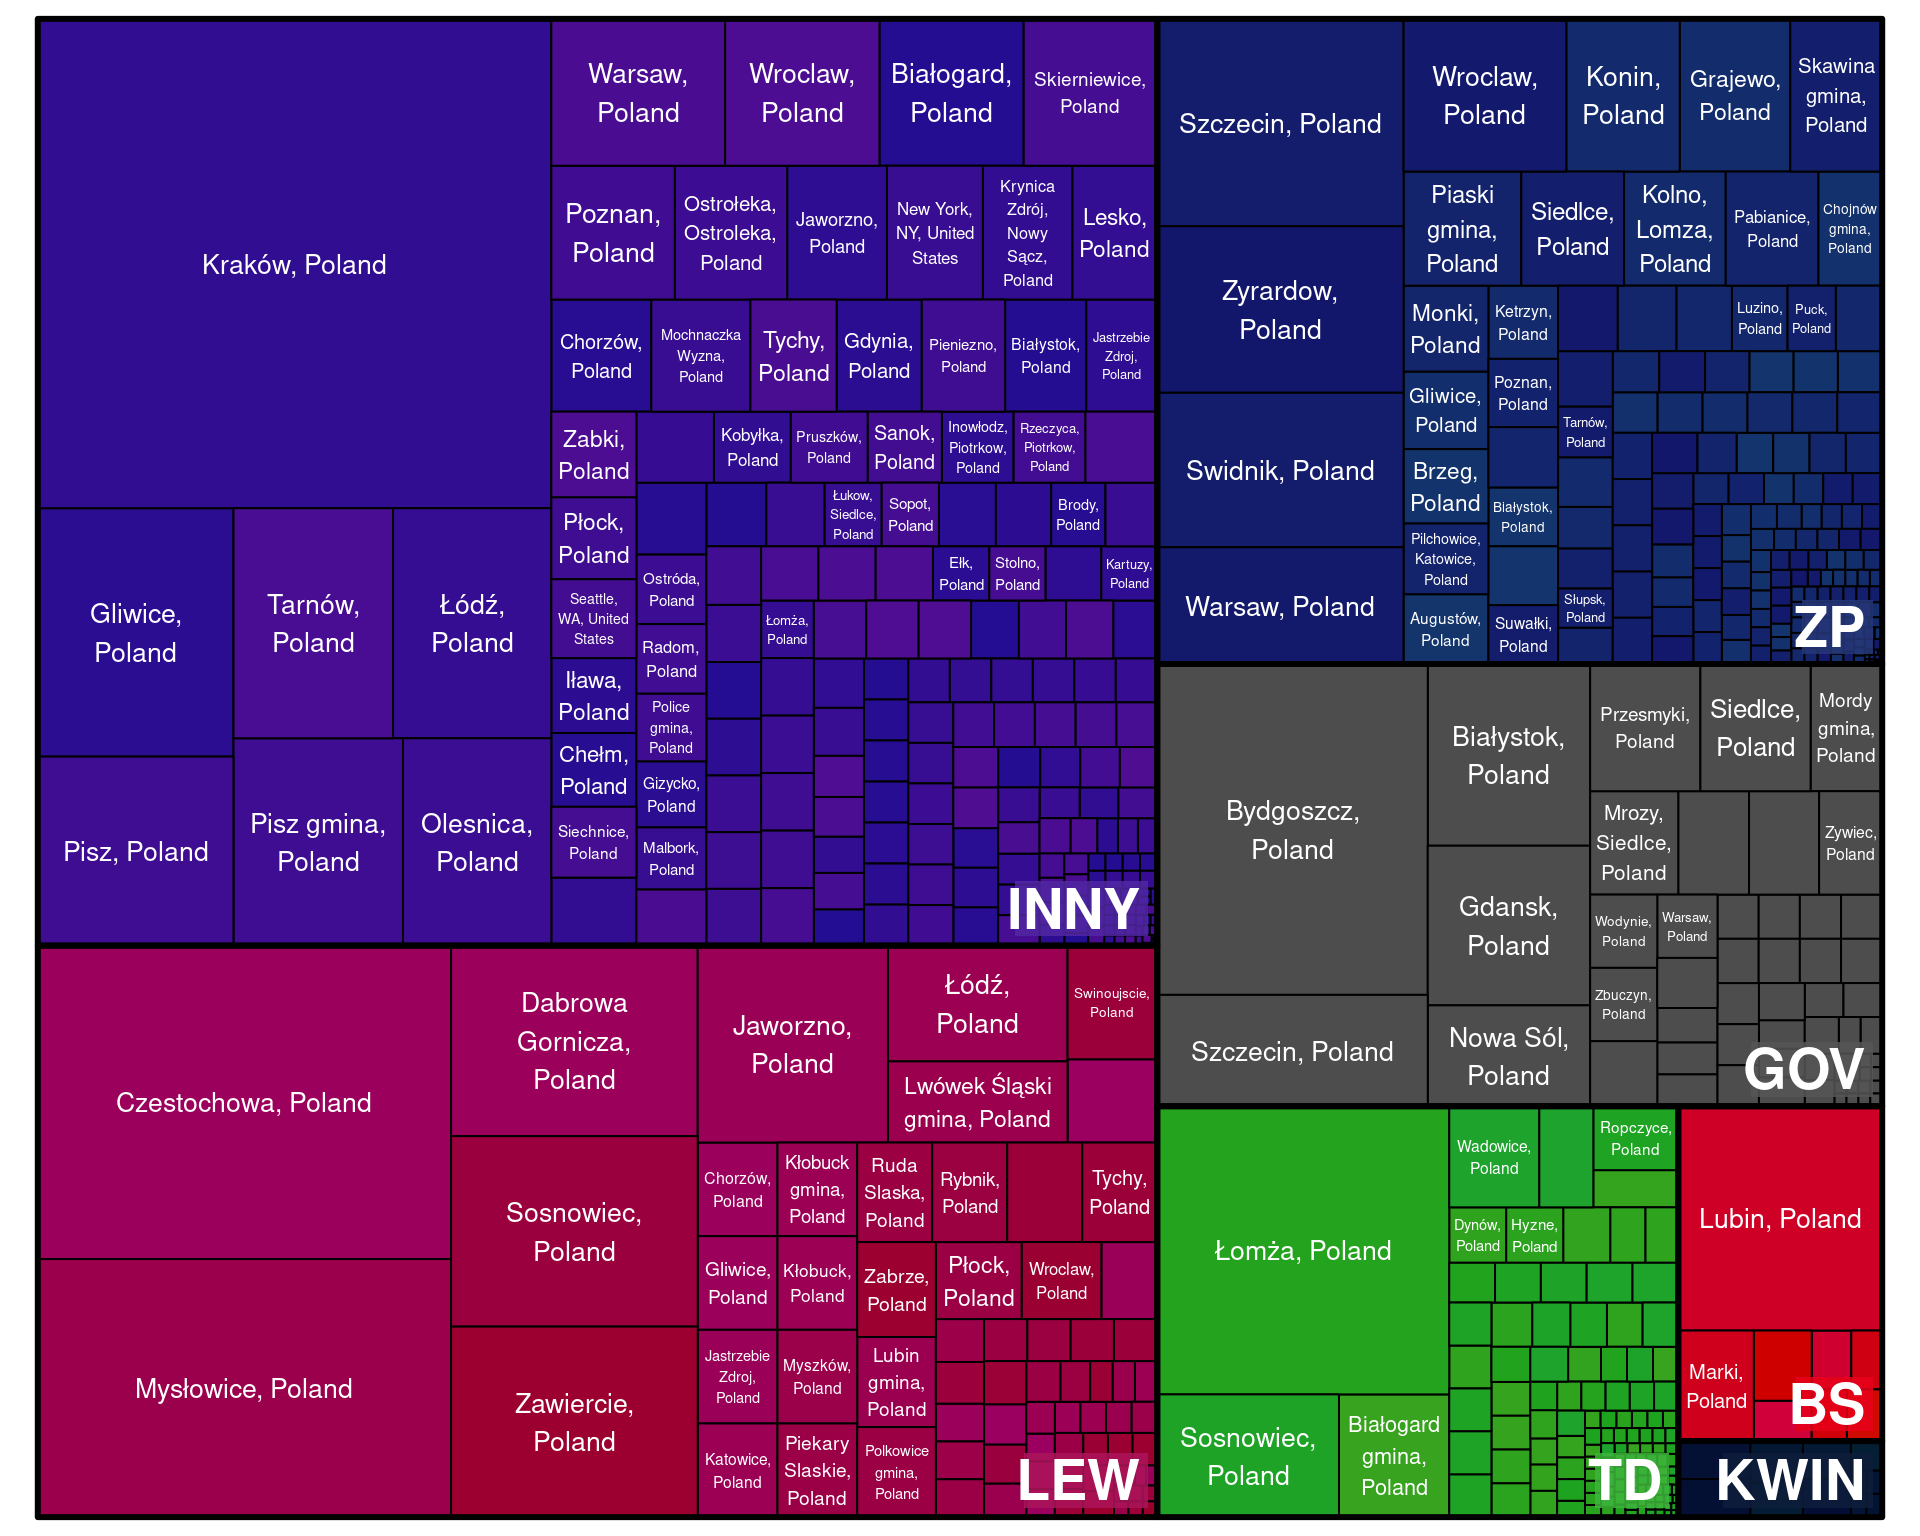 Kraków, Poland
Gliwice,
Poland
Tarnów,
Poland
Łódź,
Poland
Pisz, Poland
Pisz gmina,
Poland
Olesnica,
Poland
Warsaw,
Poland
Wroclaw,
Poland
Białogard,
Poland
Skierniewice,
Poland
Poznan,
Poland
Ostrołeka,
Ostroleka,
Poland
Jaworzno,
Poland
New York,
NY, United
States
Krynica
Zdrój,
Nowy
Sącz,
Poland
Lesko,
Poland
Chorzów,
Poland
Mochnaczka
Wyzna,
Poland
Tychy,
Poland
Gdynia,
Poland
Pieniezno,
Poland
Białystok,
Poland
Jastrzebie
Zdroj,
Poland
Zabki,
Poland
Płock,
Poland
Seattle,
WA, United
States
Iława,
Poland
Chełm,
Poland
Siechnice,
Poland
Kobyłka,
Poland
Pruszków,
Poland
Sanok,
Poland
Inowłodz,
Piotrkow,
Poland
Rzeczyca,
Piotrkow,
Poland
Łukow,
Siedlce,
Poland
Sopot,
Poland
Brody,
Poland
Ostróda,
Poland
Radom,
Poland
Police
gmina,
Poland
Gizycko,
Poland
Malbork,
Poland
Ełk,
Poland
Stolno,
Poland
Kartuzy,
Poland
Łomża,
Poland
INNY
Czestochowa, Poland
Mysłowice, Poland
Dabrowa
Gornicza,
Poland
Sosnowiec,
Poland
Zawiercie,
Poland
Jaworzno,
Poland
Łódź,
Poland
Lwówek Śląski
gmina, Poland
Swinoujscie,
Poland
Chorzów,
Poland
Kłobuck
gmina,
Poland
Gliwice,
Poland
Kłobuck,
Poland
Jastrzebie
Zdroj,
Poland
Myszków,
Poland
Katowice,
Poland
Piekary
Slaskie,
Poland
Ruda
Slaska,
Poland
Rybnik,
Poland
Tychy,
Poland
Zabrze,
Poland
Lubin
gmina,
Poland
Polkowice
gmina,
Poland
Płock,
Poland
Wroclaw,
Poland
LEW
Szczecin, Poland
Zyrardow,
Poland
Swidnik, Poland
Warsaw, Poland
Wroclaw,
Poland
Konin,
Poland
Grajewo,
Poland
Skawina
gmina,
Poland
Piaski
gmina,
Poland
Siedlce,
Poland
Kolno,
Lomza,
Poland
Pabianice,
Poland
Chojnów
gmina,
Poland
Monki,
Poland
Gliwice,
Poland
Brzeg,
Poland
Pilchowice,
Katowice,
Poland
Augustów,
Poland
Ketrzyn,
Poland
Poznan,
Poland
Białystok,
Poland
Suwałki,
Poland
Luzino,
Poland
Puck,
Poland
Tarnów,
Poland
Słupsk,
Poland
ZP
Bydgoszcz,
Poland
Szczecin, Poland
Białystok,
Poland
Gdansk,
Poland
Nowa Sól,
Poland
Przesmyki,
Poland
Siedlce,
Poland
Mordy
gmina,
Poland
Mrozy,
Siedlce,
Poland
Zywiec,
Poland
Wodynie,
Poland
Warsaw,
Poland
Zbuczyn,
Poland
GOV
Łomża, Poland
Sosnowiec,
Poland
Białogard
gmina,
Poland
Wadowice,
Poland
Ropczyce,
Poland
Dynów,
Poland
Hyzne,
Poland
TD
Lubin, Poland
Marki,
Poland
BS
KWIN